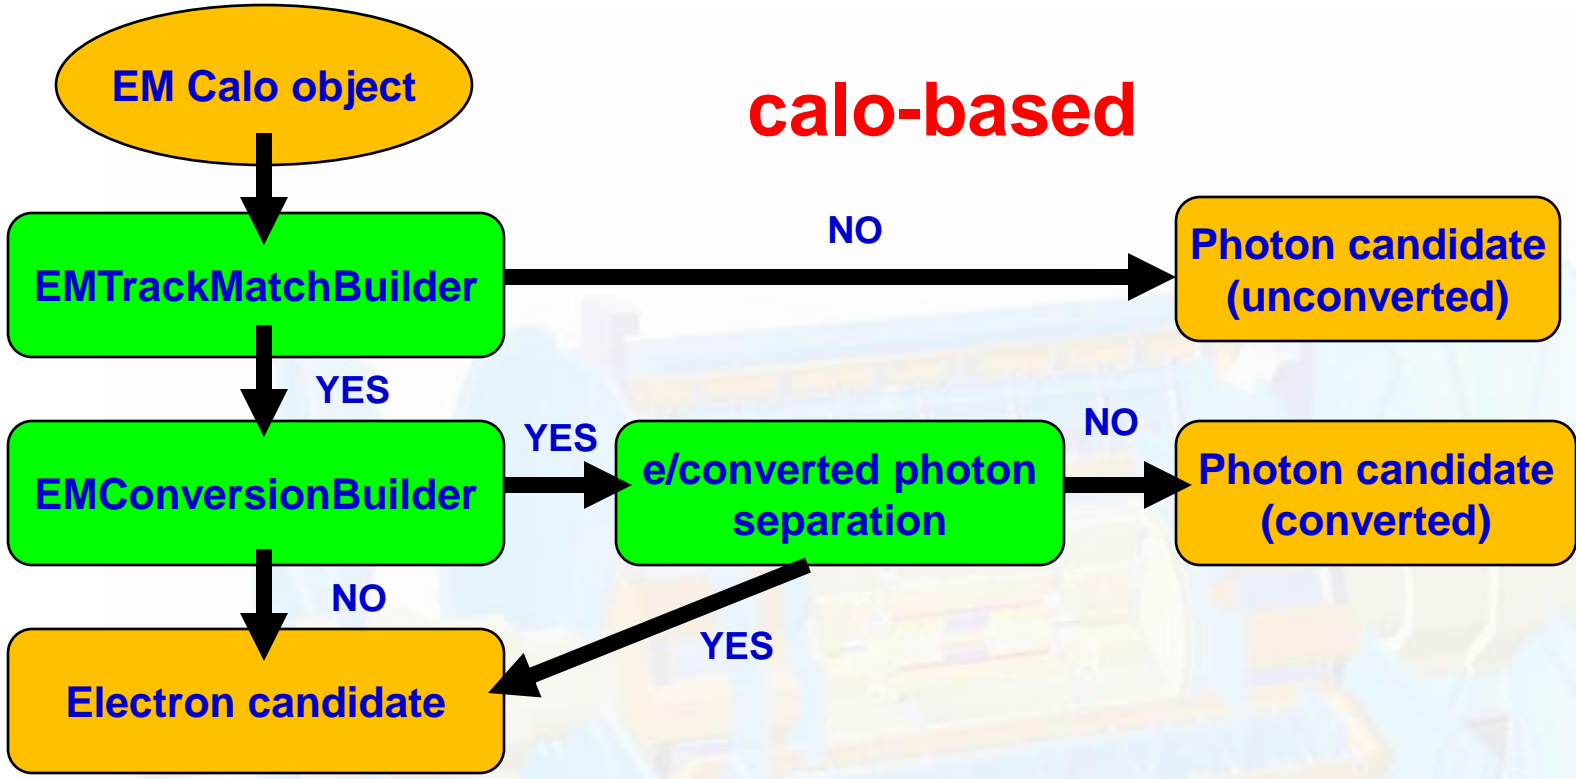 EM Calo object
calo-based
EMTrackMatchBuilder
NO
Photon candidate
(unconverted)
YES
EMConversionBuilder
YES
e/converted photon
separation
NO
Photon candidate
(converted)
NO
YES
Electron candidate